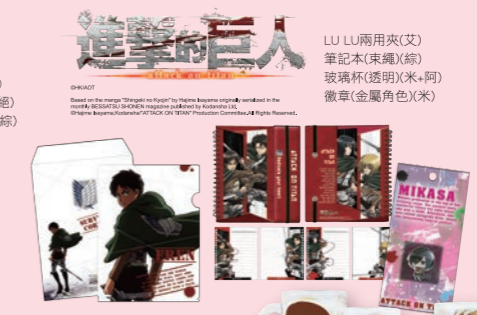 進擊的巨人
attack on titan
©HK/AOT
Based on the manga "Shingeki no Kyojin" by Hajime Isayama originally serialized in the
monthly BESSATSU SHONEN magazine published by Kodansha Ltd.
©Hajime Isayama,Kodansha/"ATTACK ON TITAN" Production Committee.All Rights Reserved.
LU LU兩用夾(艾)
筆記本(束繩)(綜)
玻璃杯(透明)(米+阿)
徽章(金屬角色)(米)
)
綜)
EREN
ATTACK ON TITAN
ATTACK ON TITAN
MIKASA
ATTACK ON TI